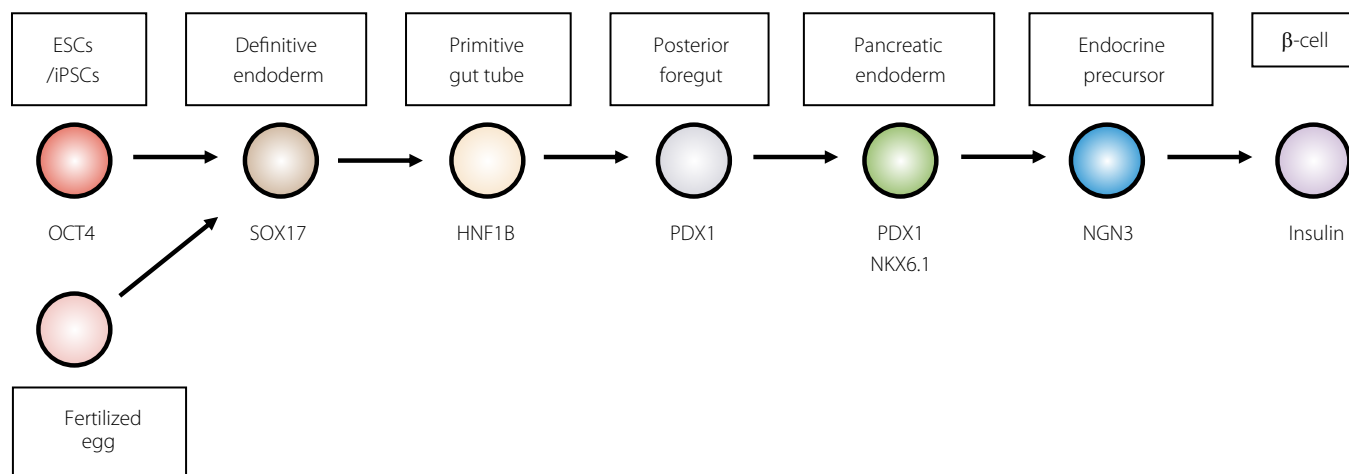 ESCs
/iPSCs
Definitive
endoderm
Primitive
gut tube
Posterior
foregut
Pancreatic
endoderm
Endocrine
precursor
β-cell
OCT4
SOX17
HNF1B
PDX1
PDX1
NKX6.1
NGN3
Insulin
Fertilized
egg